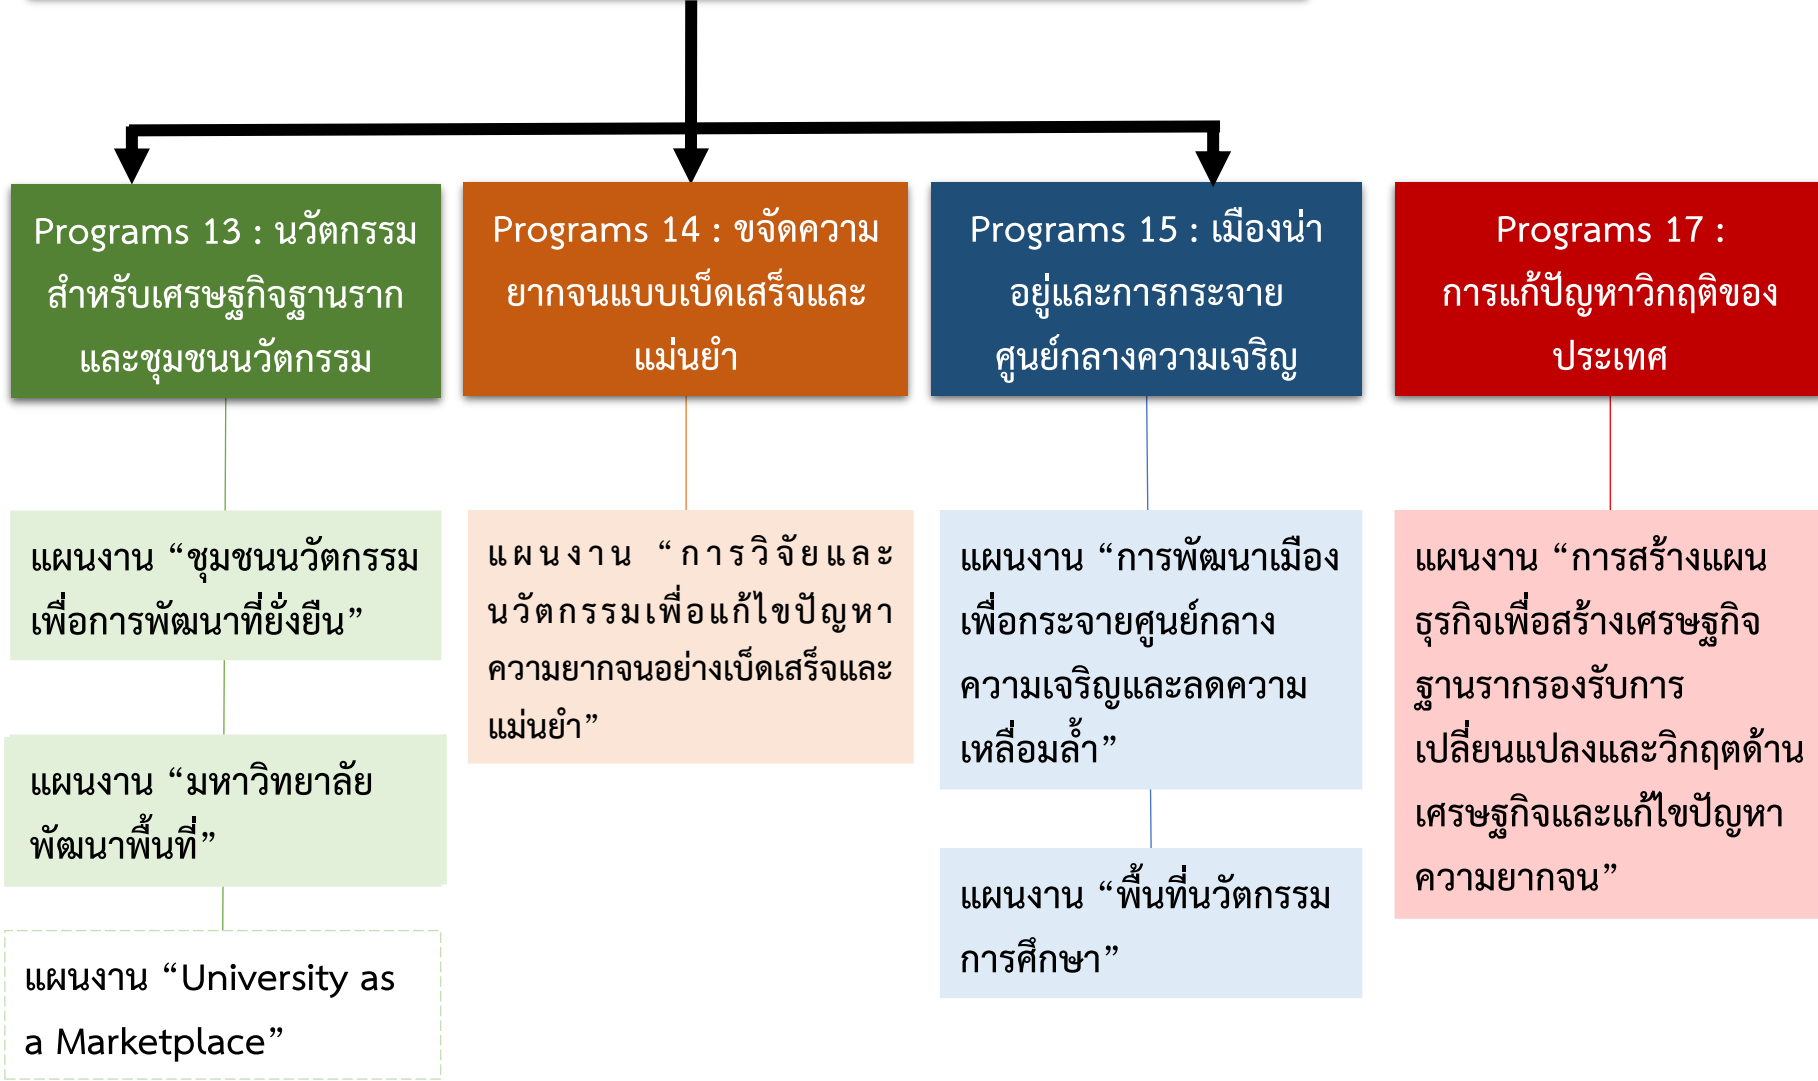 Programs 13 : นวัตกรรม
สำหรับเศรษฐกิจฐานราก
และชุมชนนวัตกรรม
Programs 14 : ขจัดความ
ยากจนแบบเบ็ดเสร็จและ
แม่นยำ
Programs 15 : เมืองน่า
อยู่และการกระจาย
ศูนย์กลางความเจริญ
Programs 17 :
การแก้ปัญหาวิกฤติของ
ประเทศ
แผนงาน “ชุมชนนวัตกรรม
เพื่อการพัฒนาที่ยั่งยืน”
แผนงาน “มหาวิทยาลัย
พัฒนาพื้นที่”
แผนงาน “University as
a Marketplace”
แผนงาน “การวิจัยและ
นวัตกรรมเพื่อแก้ไขปัญหา
ความยากจนอย่างเบ็ดเสร็จและ
แม่นยำ”
แผนงาน “การพัฒนาเมือง
เพื่อกระจายศูนย์กลาง
ความเจริญและลดความ
เหลื่อมล้ำ”
แผนงาน “พื้นที่นวัตกรรม
การศึกษา”
แผนงาน “การสร้างแผน
ธุรกิจเพื่อสร้างเศรษฐกิจ
ฐานรากรองรับการ
เปลี่ยนแปลงและวิกฤตด้าน
เศรษฐกิจและแก้ไขปัญหา
ความยากจน”